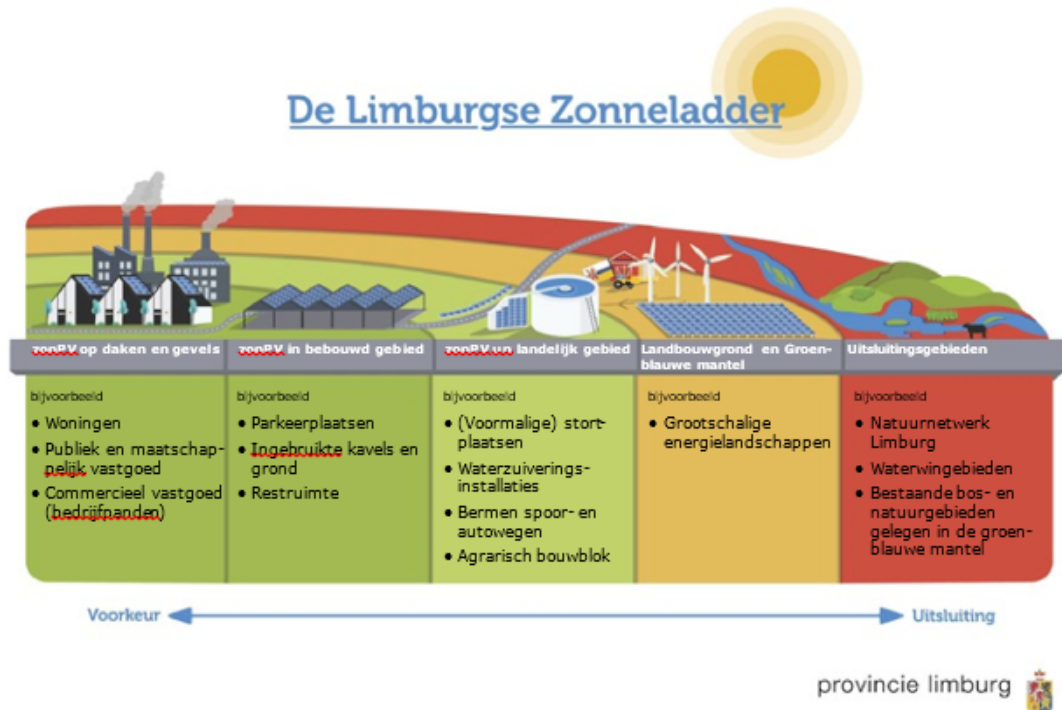 De Limburgse Zonneladder
zonPV op daken en gevels
bijvoorbeeld
• Woningen
• Publiek en maatschap-
pelijk vastgoed
• Commercieel vastgoed
(bedrijfpanden)
zonPV in bebouwd gebied
bijvoorbeeld
• Parkeerplaatsen
• Ingebruikte kavels en
grond
• Restruimte
zonPV un landelijk gebied
bijvoorbeeld
• (Voormalige) stort-
plaatsen
• Waterzuiverings-
installaties
• Bermen spoor- en
autowegen
• Agrarisch bouwblok
Landbouwgrond en Groen-
blauwe mantel
bijvoorbeeld
• Grootschalige
energielandschappen
Uitsluitingsgebieden
bijvoorbeeld
• Natuurnetwerk
Limburg
• Waterwingebieden
• Bestaande bos- en
natuurgebieden
gelegen in de groen-
blauwe mantel
Voorkeur
Uitsluiting
provincie limburg